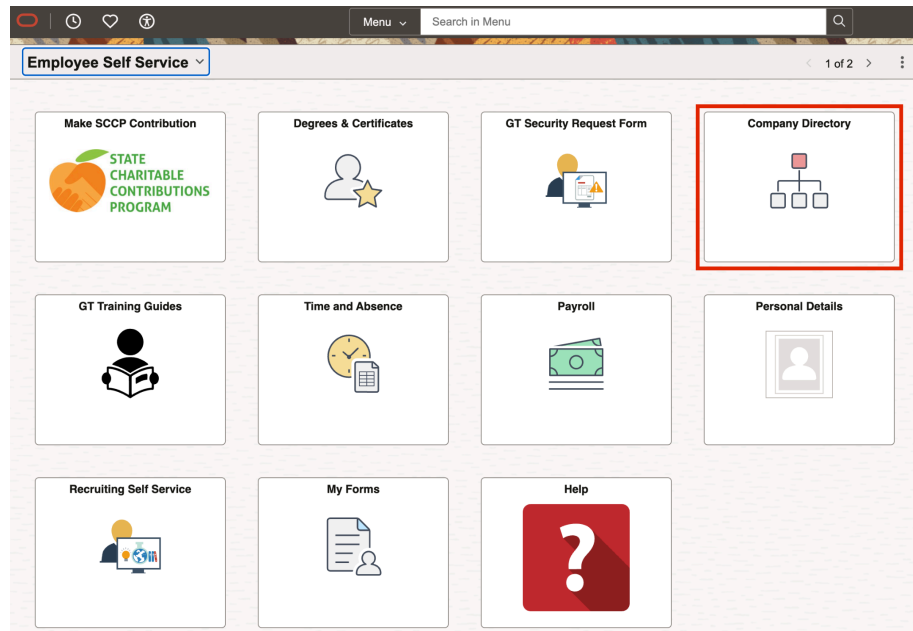 Menu
Search in Menu
Employee Self Service
1 of 2
Make SCCP Contribution
Degrees & Certificates
GT Security Request Form
Company Directory
STATE
CHARITABLE
CONTRIBUTIONS
PROGRAM
GT Training Guides
Time and Absence
Payroll
Personal Details
Recruiting Self Service
My Forms
Help
?